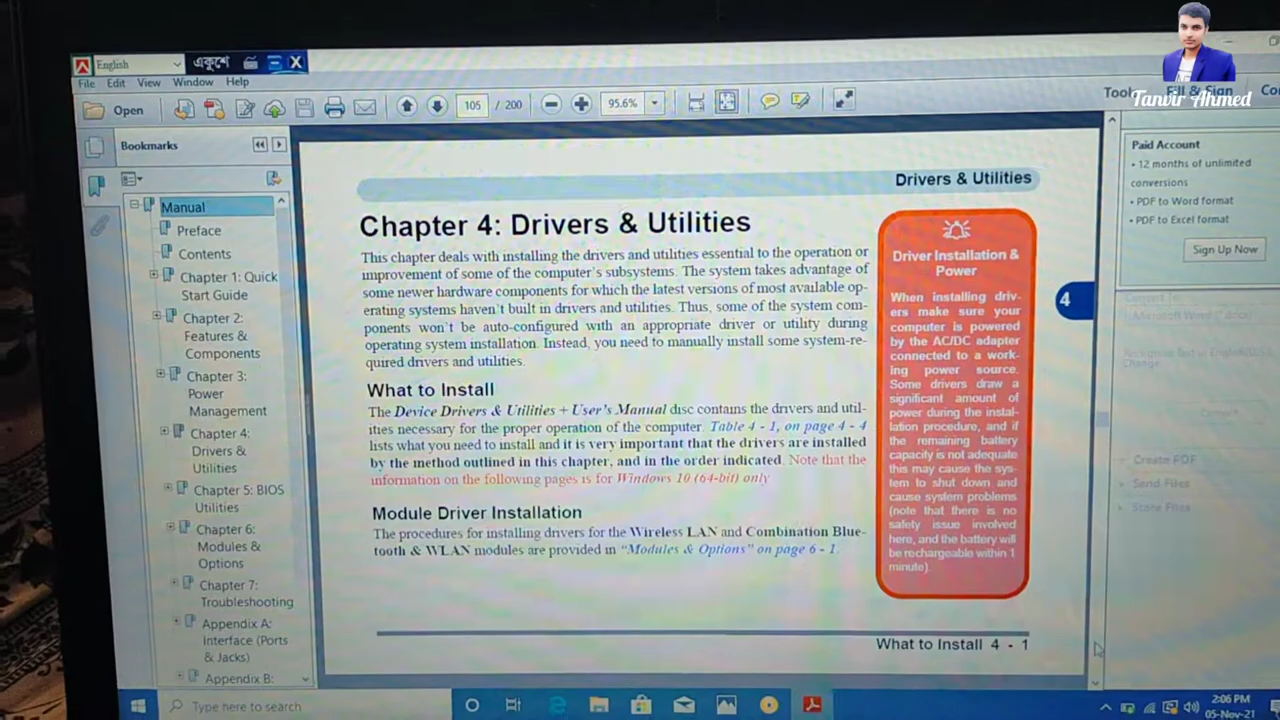 English
একুশে
File Edit View Window Help
Tanvir Ahmed
Open
105 / 200
95.6%
Fill & Sign
Bookmarks
Manual
Preface
Contents
Chapter 1: Quick
Start Guide
Chapter 2:
Features &
Components
Chapter 3:
Power
Management
Chapter 4:
Drivers &
Utilities
Chapter 5: BIOS
Utilities
Chapter 6:
Modules &
Options
Chapter 7:
Troubleshooting
Appendix A:
Interface (Ports
& Jacks)
Appendix B:
Drivers & Utilities
Chapter 4: Drivers & Utilities
This chapter deals with installing the drivers and utilities essential to the operation or
improvement of some of the computer's subsystems. The system takes advantage of
some newer hardware components for which the latest versions of most available op-
erating systems haven't built in drivers and utilities. Thus, some of the system com-
ponents won't be auto-configured with an appropriate driver or utility during
operating system installation. Instead, you need to manually install some system-re-
quired drivers and utilities.
What to Install
The Device Drivers & Utilities + User's Manual disc contains the drivers and util-
ities necessary for the proper operation of the computer. Table 4 - 1, on page 4 - 4
lists what you need to install and it is very important that the drivers are installed
by the method outlined in this chapter, and in the order indicated. Note that the
information on the following pages is for Windows 10 (64-bit) only
Module Driver Installation
The procedures for installing drivers for the Wireless LAN and Combination Blue-
tooth & WLAN modules are provided in "Modules & Options" on page 6 - 1.
Driver Installation &
Power
When installing driv-
ers make sure your
computer is powered
by the AC/DC adapter
connected to a work-
ing power source.
Some drivers draw a
significant amount of
power during the instal-
lation procedure, and if
the remaining battery
capacity is not adequate
this may cause the sys-
tem to shut down and
cause system problems
(note that there is no
safety issue involved
here, and the battery will
be rechargeable within 1
minute).
4
What to Install 4 - 1
Paid Account
• 12 months of unlimited
conversions
• PDF to Word format
• PDF to Excel format
Sign Up Now
Convert To:
Microsoft Word (*.docx)
Change
Convert
Create PDF
Send Files
Store Files
Type here to search
2:06 PM
05-Nov-21